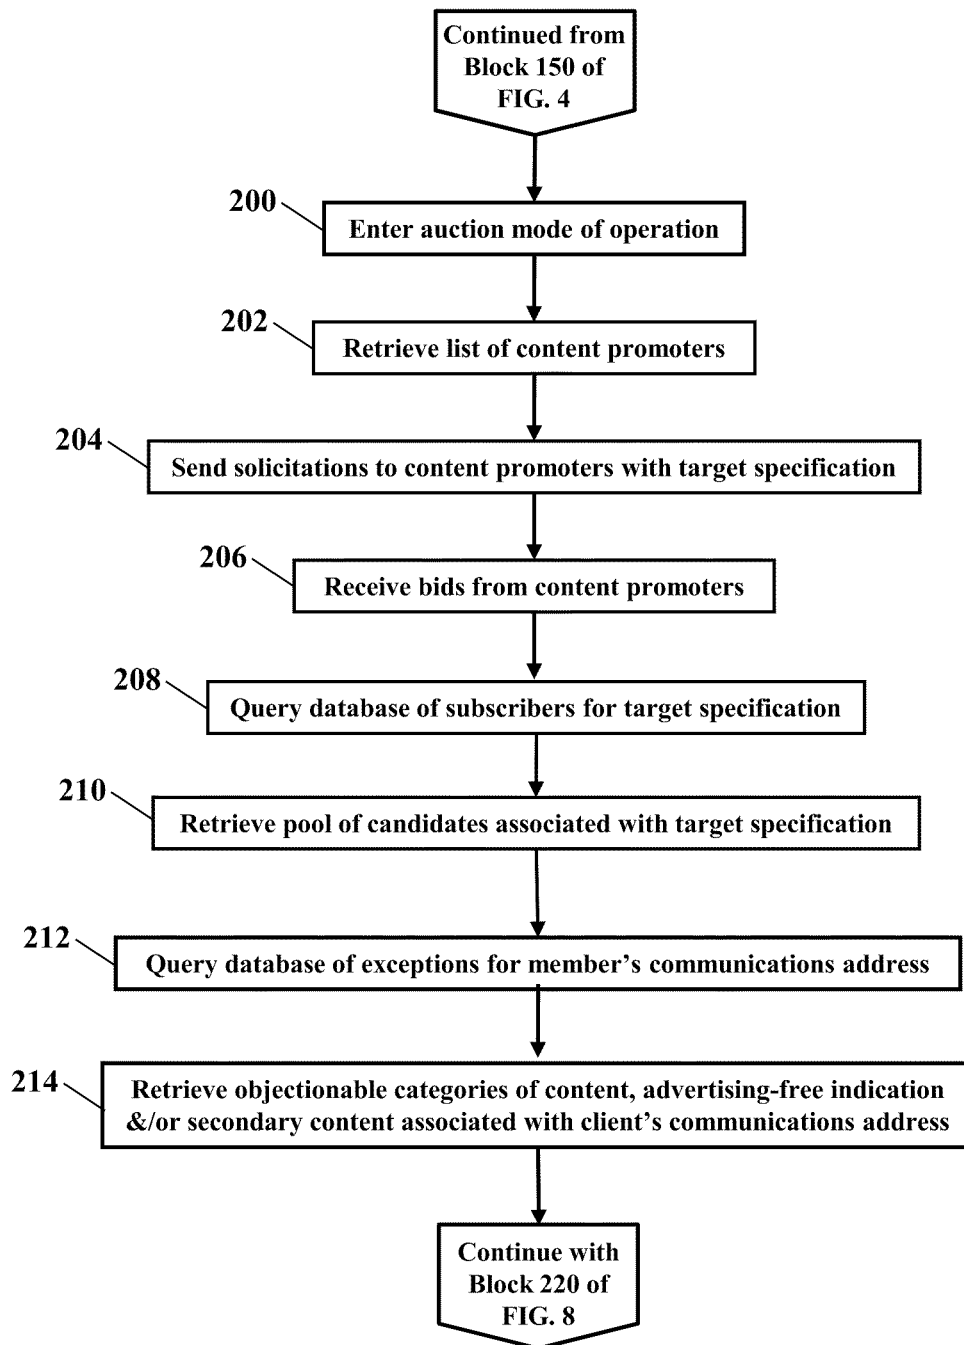 Continued from
Block 150 of
FIG. 4
200
Enter auction mode of operation
202
Retrieve list of content promoters
204
Send solicitations to content promoters with target specification
206
Receive bids from content promoters
208
Query database of subscribers for target specification
210
Retrieve pool of candidates associated with target specification
212
Query database of exceptions for member’s communications address
214
Retrieve objectionable categories of content, advertising-free indication
&/or secondary content associated with client’s communications address
Continue with
Block 220 of
FIG. 8